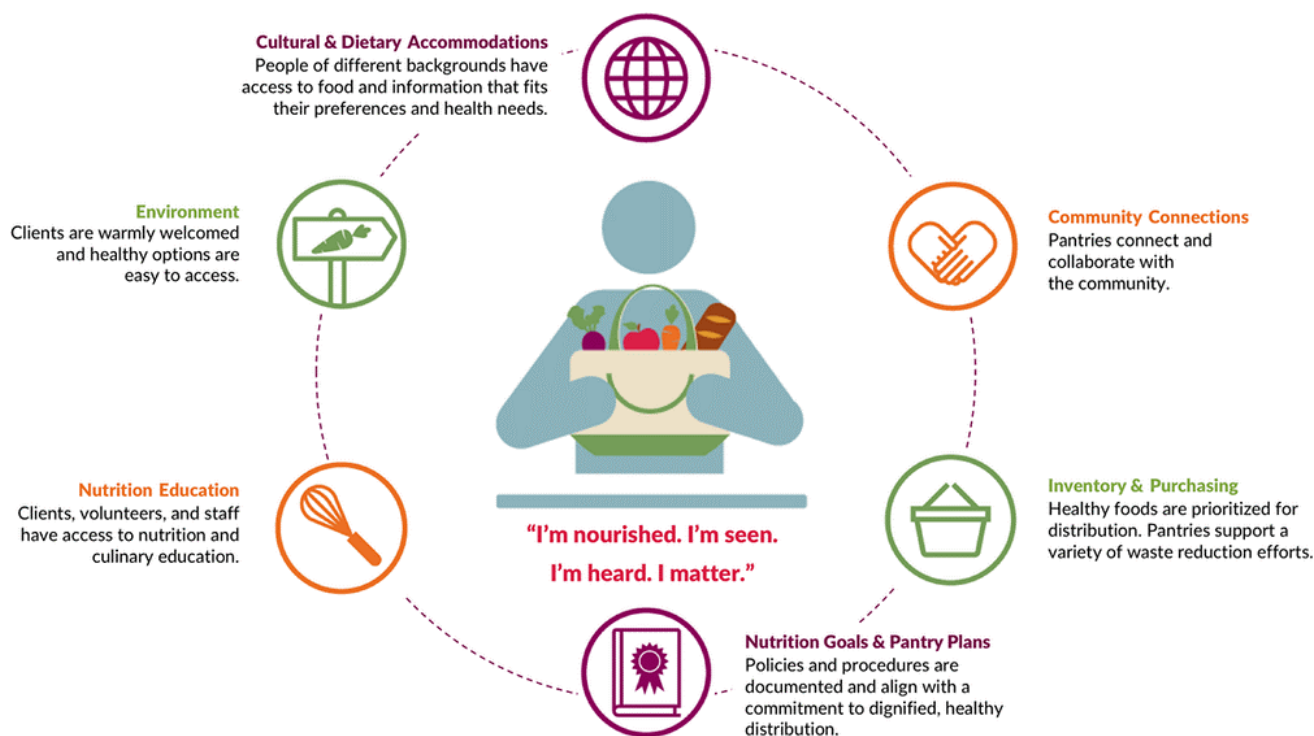 Cultural & Dietary Accommodations
People of different backgrounds have
access to food and information that fits
their preferences and health needs.
Environment
Clients are warmly welcomed
and healthy options are
easy to access.
Community Connections
Pantries connect and
collaborate with
the community.
Nutrition Education
Clients, volunteers, and staff
have access to nutrition and
culinary education.
Inventory & Purchasing
Healthy foods are prioritized for
distribution. Pantries support a
variety of waste reduction efforts.
“I’m nourished. I’m seen.
I’m heard. I matter.”
Nutrition Goals & Pantry Plans
Policies and procedures are
documented and align with a
commitment to dignified, healthy
distribution.